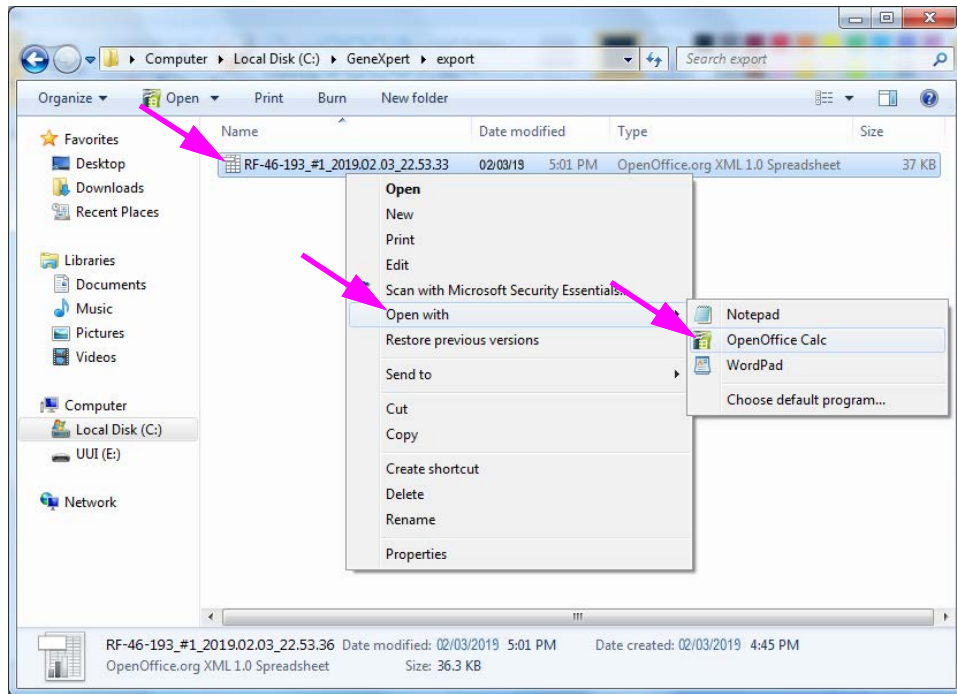 Computer Local Disk (C:) GeneXpert export Search export
Organize Open Print Burn New folder
Favorites
Desktop
Downloads
Recent Places
Libraries
Documents
Music
Pictures
Videos
Computer
Local Disk (C:)
UUI (E:)
Network
Name Date modified Type Size
RF-46-193_#1_2019.02.03_22.53.33 02/03/19 5:01 PM OpenOffice.org XML 1.0 Spreadsheet 37 KB
Open
New
Print
Edit
Scan with Microsoft Security Essentials...
Open with
Restore previous versions
Send to
Cut
Copy
Create shortcut
Delete
Rename
Properties
Notepad
OpenOffice Calc
WordPad
Choose default program...
RF-46-193_#1_2019.02.03_22.53.36 Date modified: 02/03/2019 5:01 PM Date created: 02/03/2019 4:45 PM
OpenOffice.org XML 1.0 Spreadsheet Size: 36.3 KB